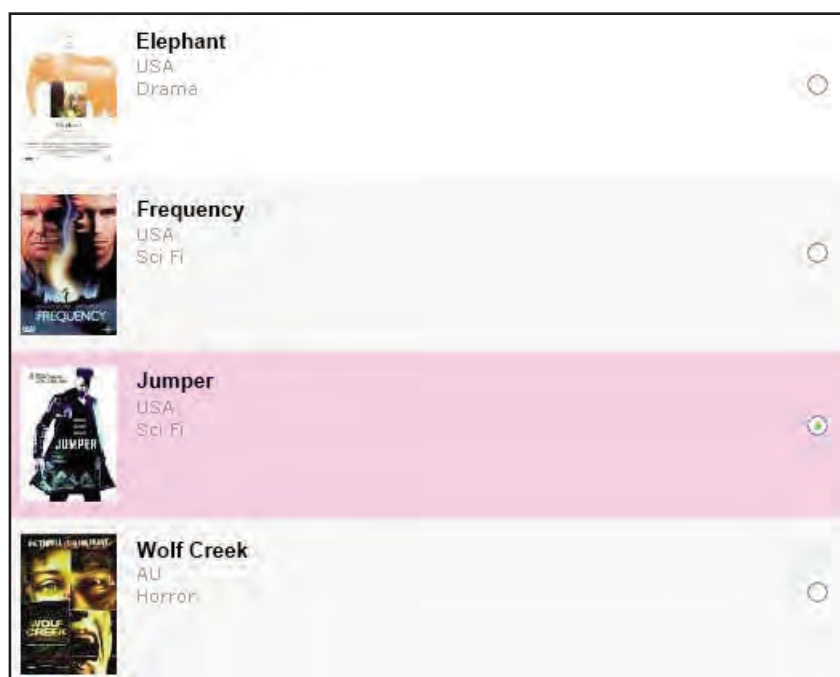 Elephant
USA
Drama
Frequency
USA
Sci Fi
FREQUENCY
Jumper
USA
Sci Fi
JUMPER
Wolf Creek
AU
Horror
WOLF
CREEK